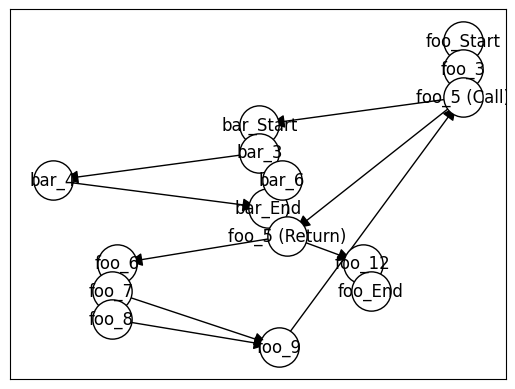 foo_Start
foo_3
foo_5 (Call)
bar_Start
bar_3
bar_4
bar_6
bar_End
foo_5 (Return)
foo_6
foo_12
foo_7
foo_End
foo_8
foo_9